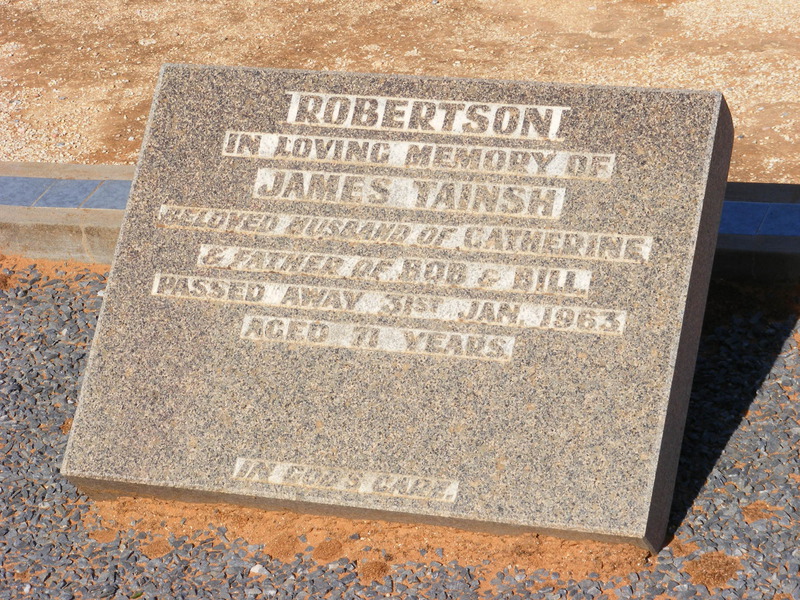 ROBERTSON
IN LOVING MEMORY OF
JAMES TAINSH
BELOVED HUSBAND OF CATHERINE
& FATHER OF ROB & BILL
PASSED AWAY 31ST JAN. 1963
AGED 71 YEARS
IN GOD'S CARE